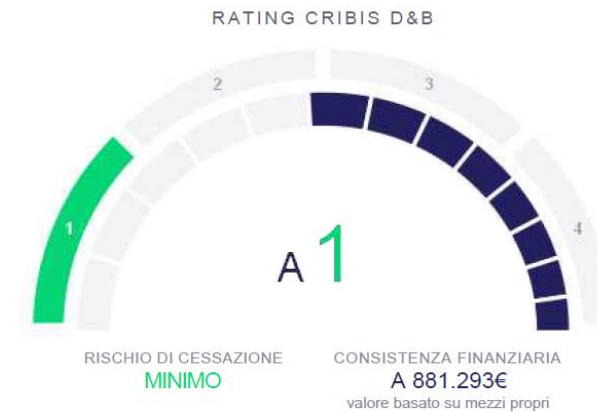 RATING CRIBIS D&B
2
3
1
4
A 1
RISCHIO DI CESSAZIONE
MINIMO
CONSISTENZA FINANZIARIA
A 881.293€
valore basato su mezzi propri